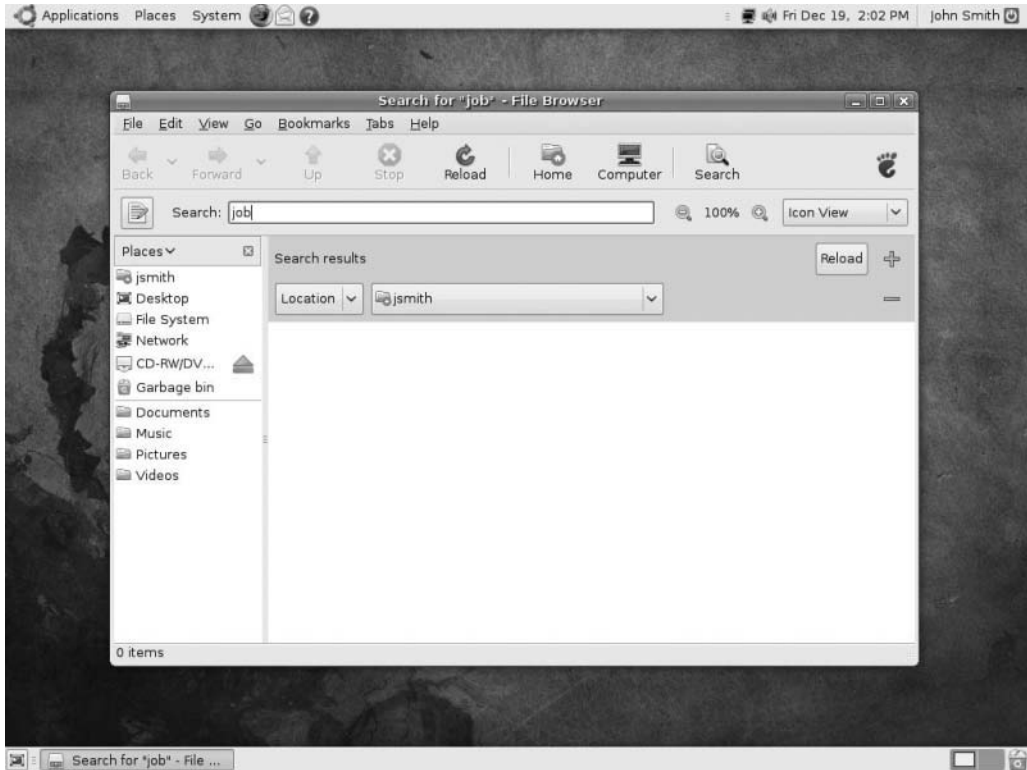 Applications Places System Fri Dec 19, 2:02 PM John Smith
Search for "job" - File Browser
File Edit View Go Bookmarks Tabs Help
Back Forward Up Stop Reload Home Computer Search
Search: job 100% Icon View
Places
Search results Reload
jsmith
Location jsmith
Desktop
File System
Network
CD-RW/DV...
Garbage bin
Documents
Music
Pictures
Videos
0 items
Search for "job" - File ...